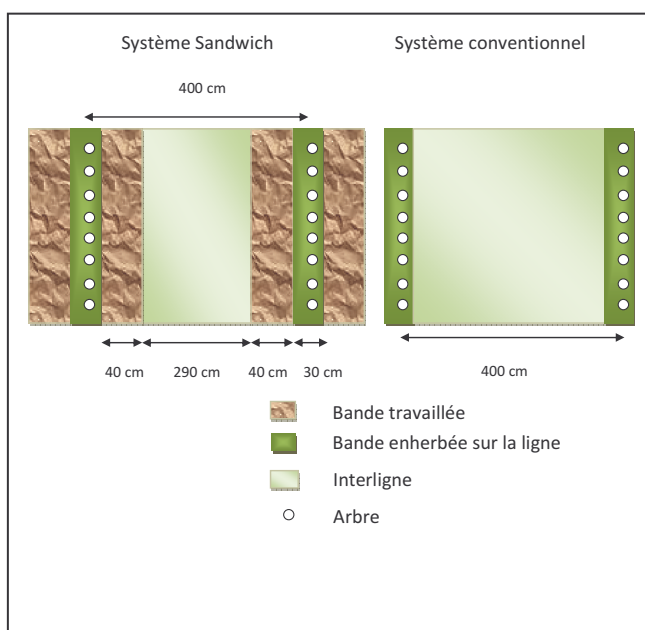 Système Sandwich
Système conventionnel
400 cm
40 cm
290 cm
40 cm
30 cm
400 cm
Bande travaillée
Bande enherbée sur la ligne
Interligne
Arbre